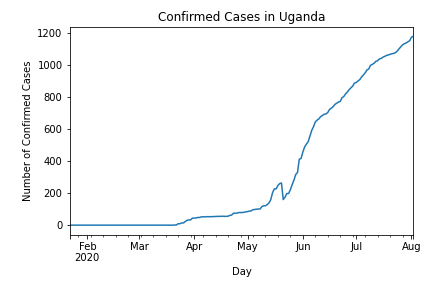 Confirmed Cases in Uganda
Number of Confirmed Cases
1200
1000
800
600
400
200
0
Feb
2020
Mar
Apr
May
Jun
Jul
Aug
Day